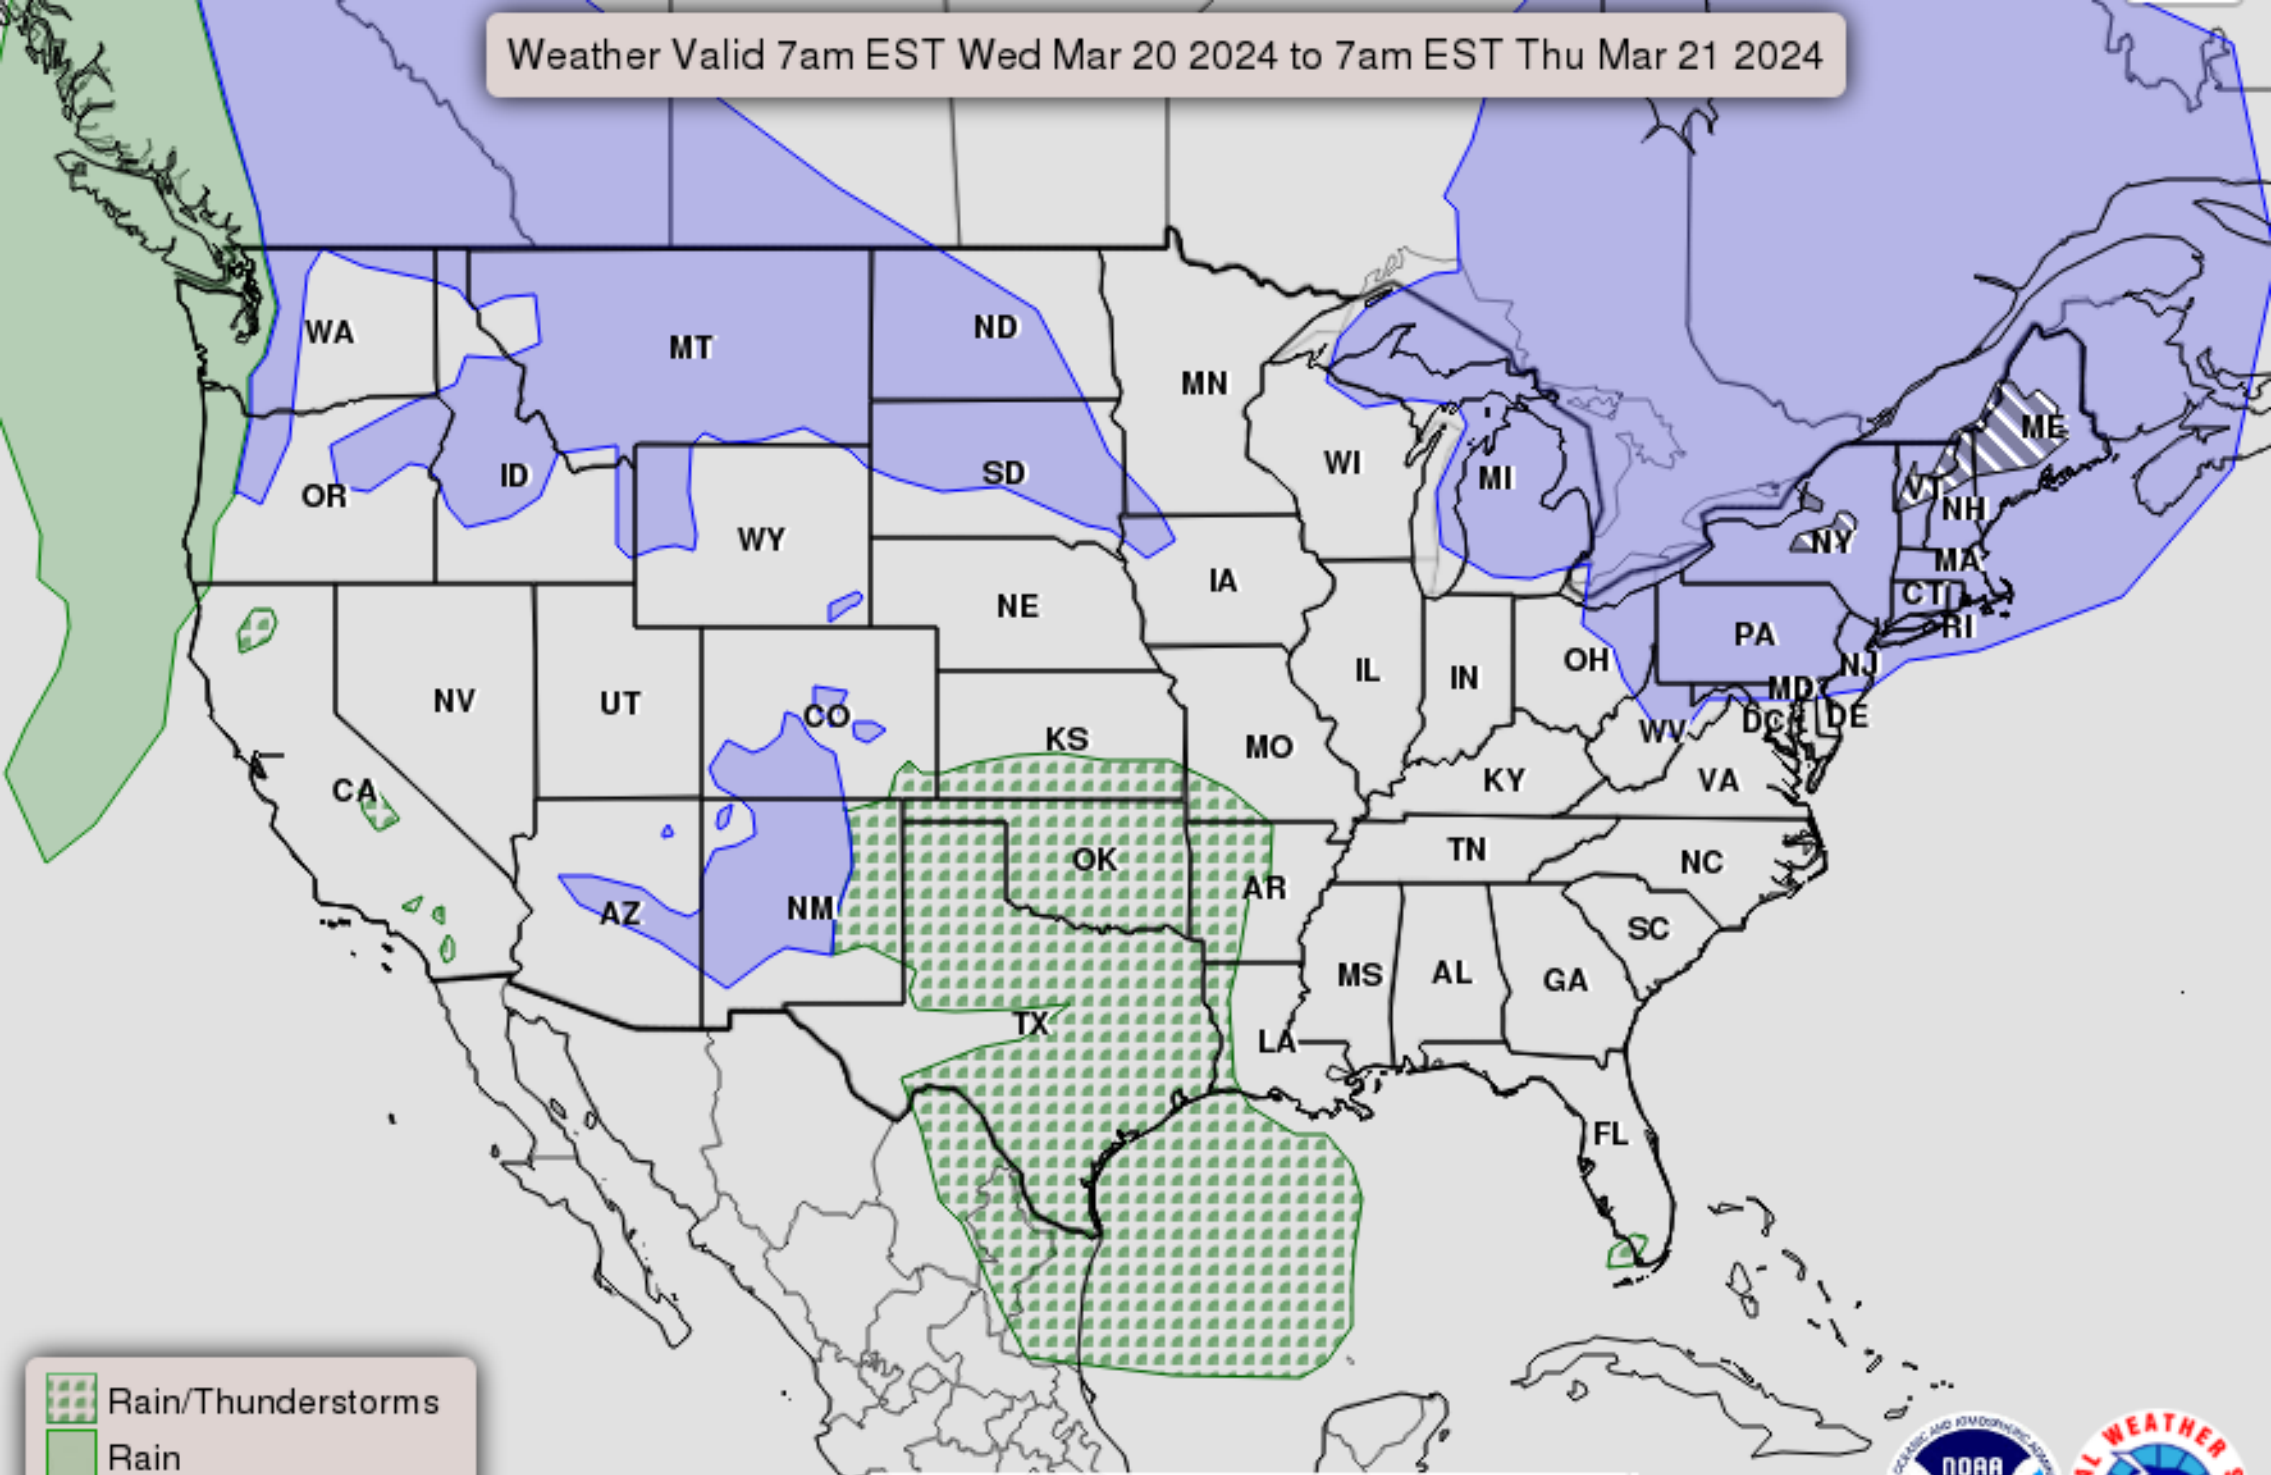 Weather Valid 7am EST Wed Mar 20 2024 to 7am EST Thu Mar 21 2024
WA
MT
ND
MN
ME
OR
ID
SD
WI
MI
VT
NH
WY
NY
MA
IA
CT
NE
RI
PA
NV
UT
CO
IL
IN
OH
NJ
MD
DC
DE
WV
KS
MO
KY
VA
CA
OK
TN
NC
AR
AZ
NM
SC
MS
AL
GA
TX
LA
FL
Rain/Thunderstorms
Rain
NOAA
WEATHER